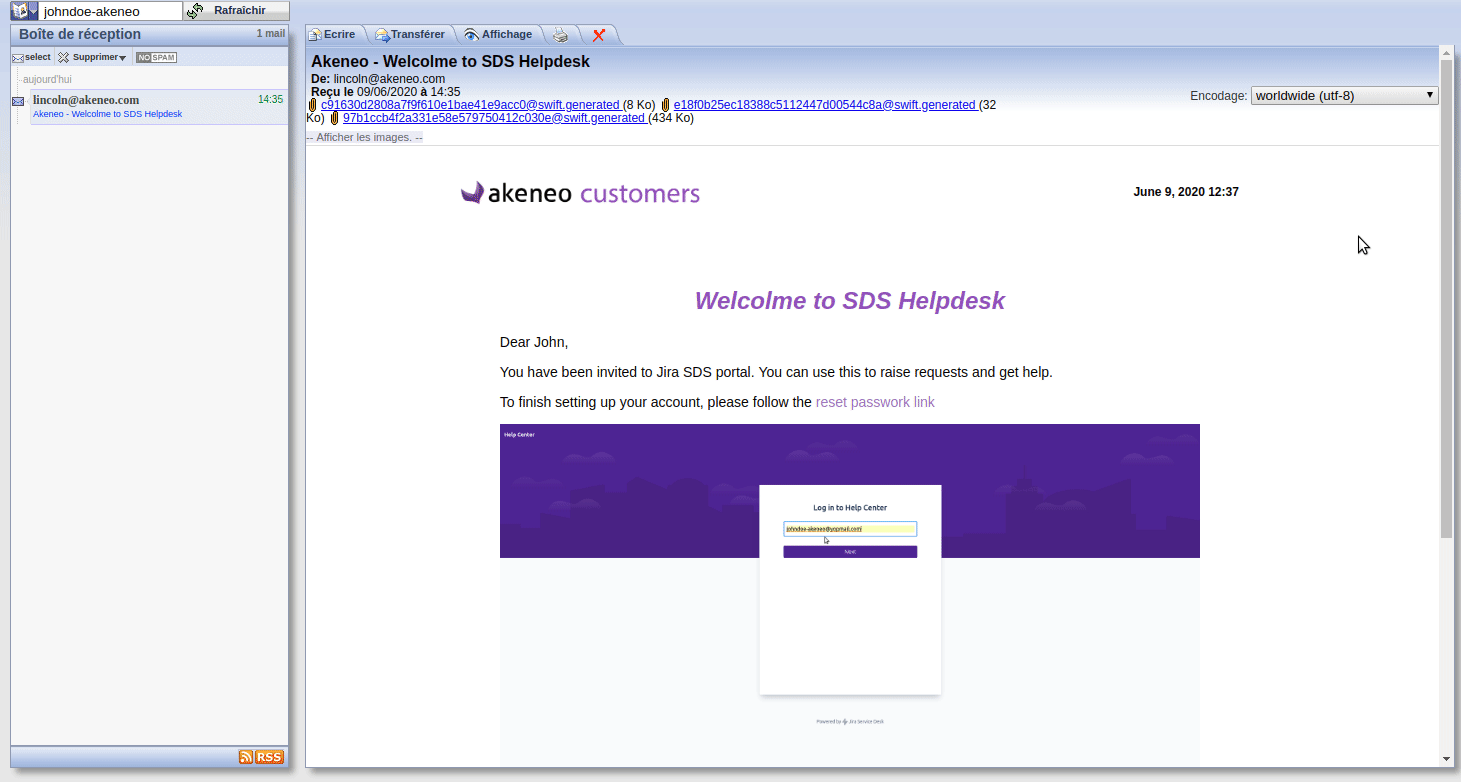 johndoe-akeneo
Rafraîchir
Boîte de réception
1 mail
select
Supprimer
NO SPAM
aujourd'hui
lincoln@akeneo.com
14:35
Akeneo - Welcolme to SDS Helpdesk
RSS
Ecrire
Transférer
Affichage
Akeneo - Welcolme to SDS Helpdesk
De: lincoln@akeneo.com
Reçu le 09/06/2020 à 14:35
c91630d2808a7f9f610e1bae41e9acc0@swift.generated (8 Ko) e18f0b25ec18388c5112447d00544c8a@swift.generated (32
Ko) 97b1ccb4f2a331e58e579750412c030e@swift.generated (434 Ko)
Encodage: worldwide (utf-8)
-- Afficher les images. --
akeneo customers
June 9, 2020 12:37
Welcolme to SDS Helpdesk
Dear John,
You have been invited to Jira SDS portal. You can use this to raise requests and get help.
To finish setting up your account, please follow the reset passwork link
Help Center
Log in to Help Center
johndoe-akeneo@yopmail.com
Next
Powered by Jira Service Desk